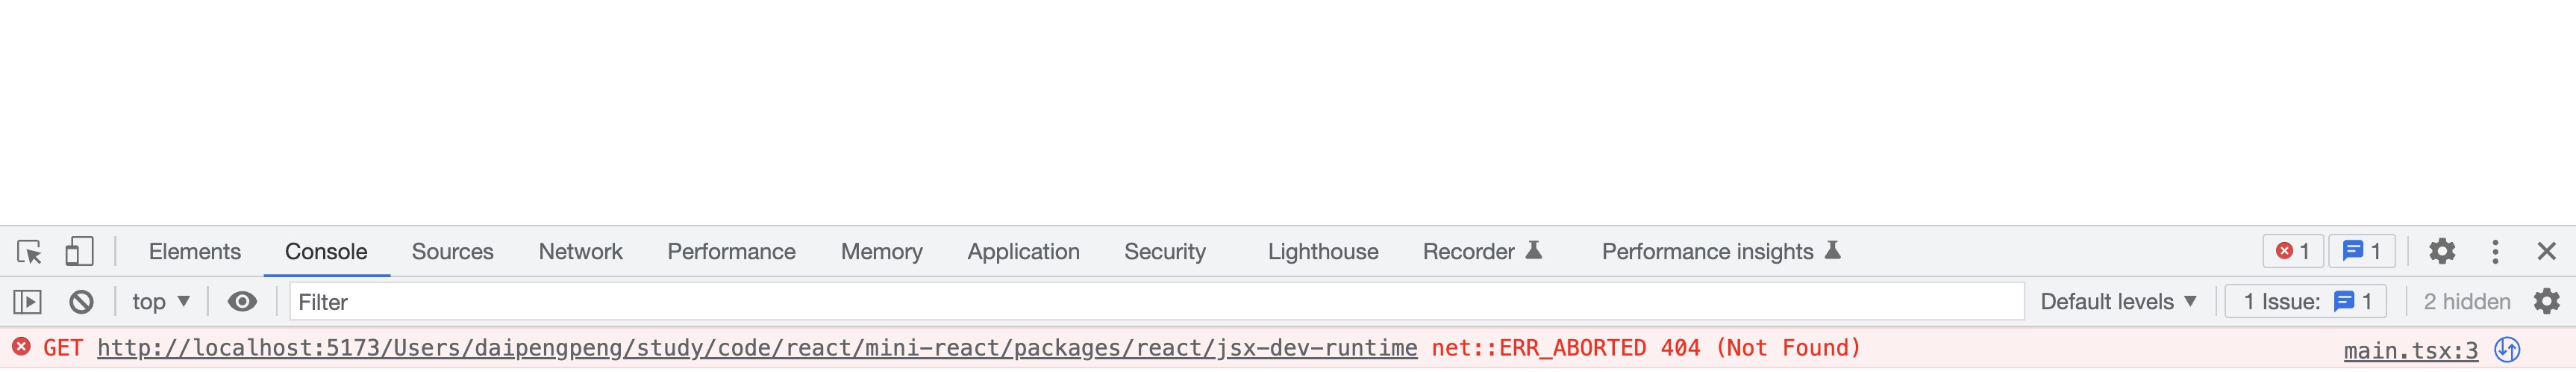 Elements Console Sources Network Performance Memory Application Security Lighthouse Recorder Performance insights 1 1
top Filter Default levels 1 Issue: 1 2 hidden
GET http://localhost:5173/Users/daipengpeng/study/code/react/mini-react/packages/react/jsx-dev-runtime net::ERR_ABORTED 404 (Not Found) main.tsx:3